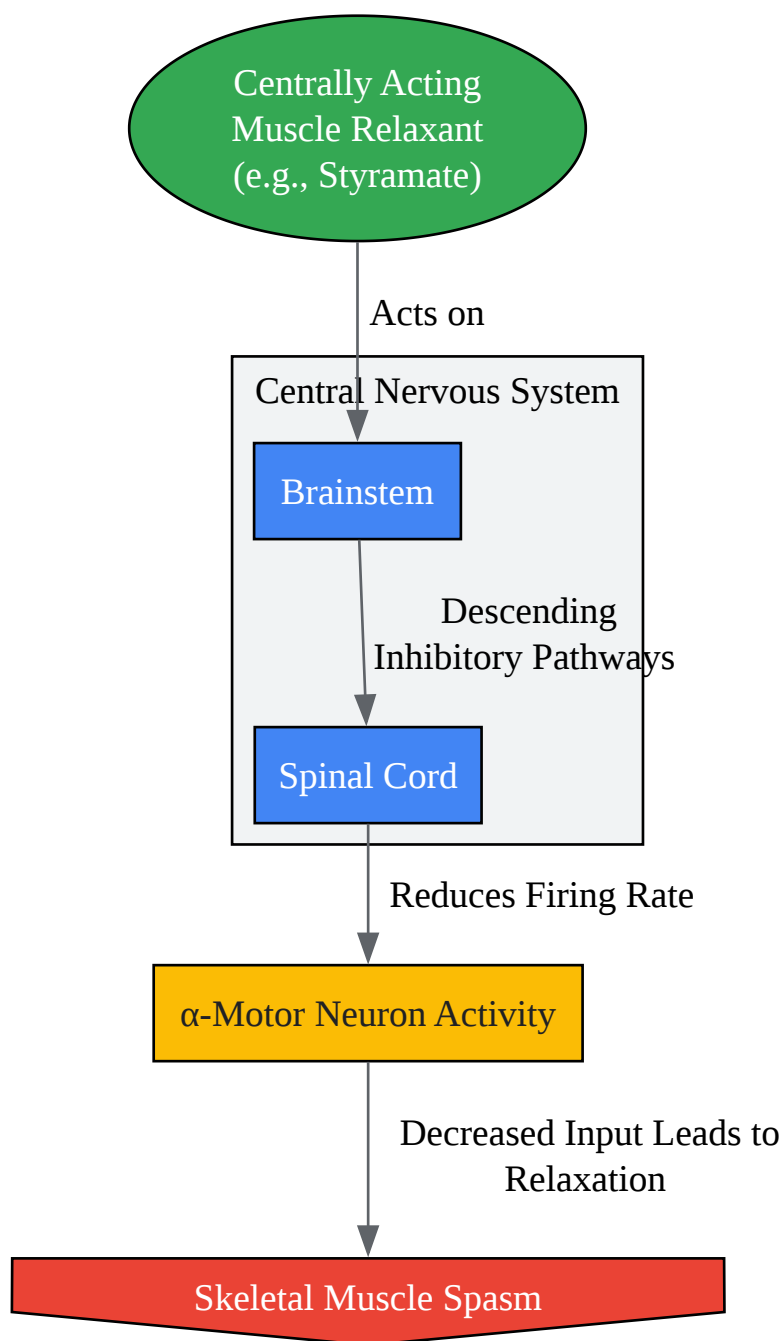 Centrally Acting
Muscle Relaxant
(e.g., Styramate)
Acts on
Central Nervous System
Brainstem
Descending
Inhibitory Pathways
Spinal Cord
Reduces Firing Rate
α-Motor Neuron Activity
Decreased Input Leads to
Relaxation
Skeletal Muscle Spasm